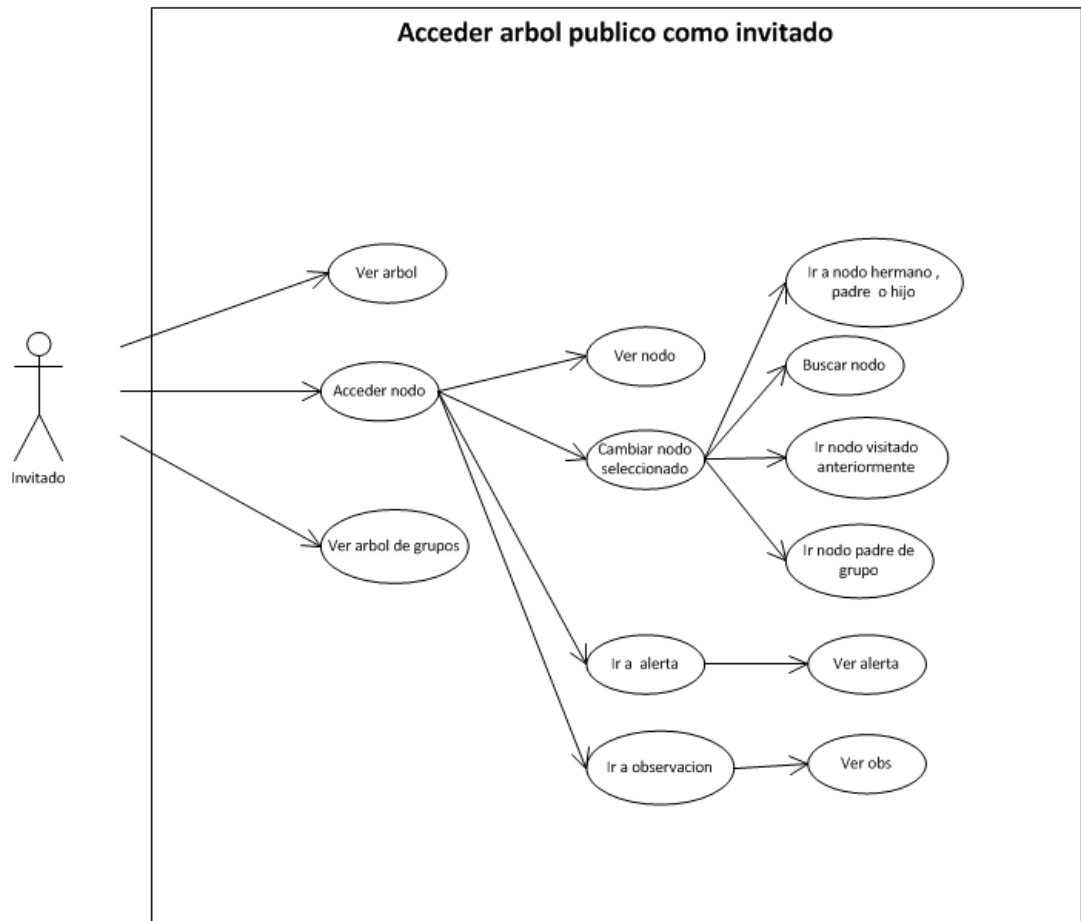 Acceder arbol publico como invitado
Ver arbol
Ir a nodo hermano ,
padre o hijo
Ver nodo
Buscar nodo
Acceder nodo
Cambiar nodo
seleccionado
Ir nodo visitado
anteriormente
Invitado
Ver arbol de grupos
Ir nodo padre de
grupo
Ir a alerta
Ver alerta
Ir a observacion
Ver obs